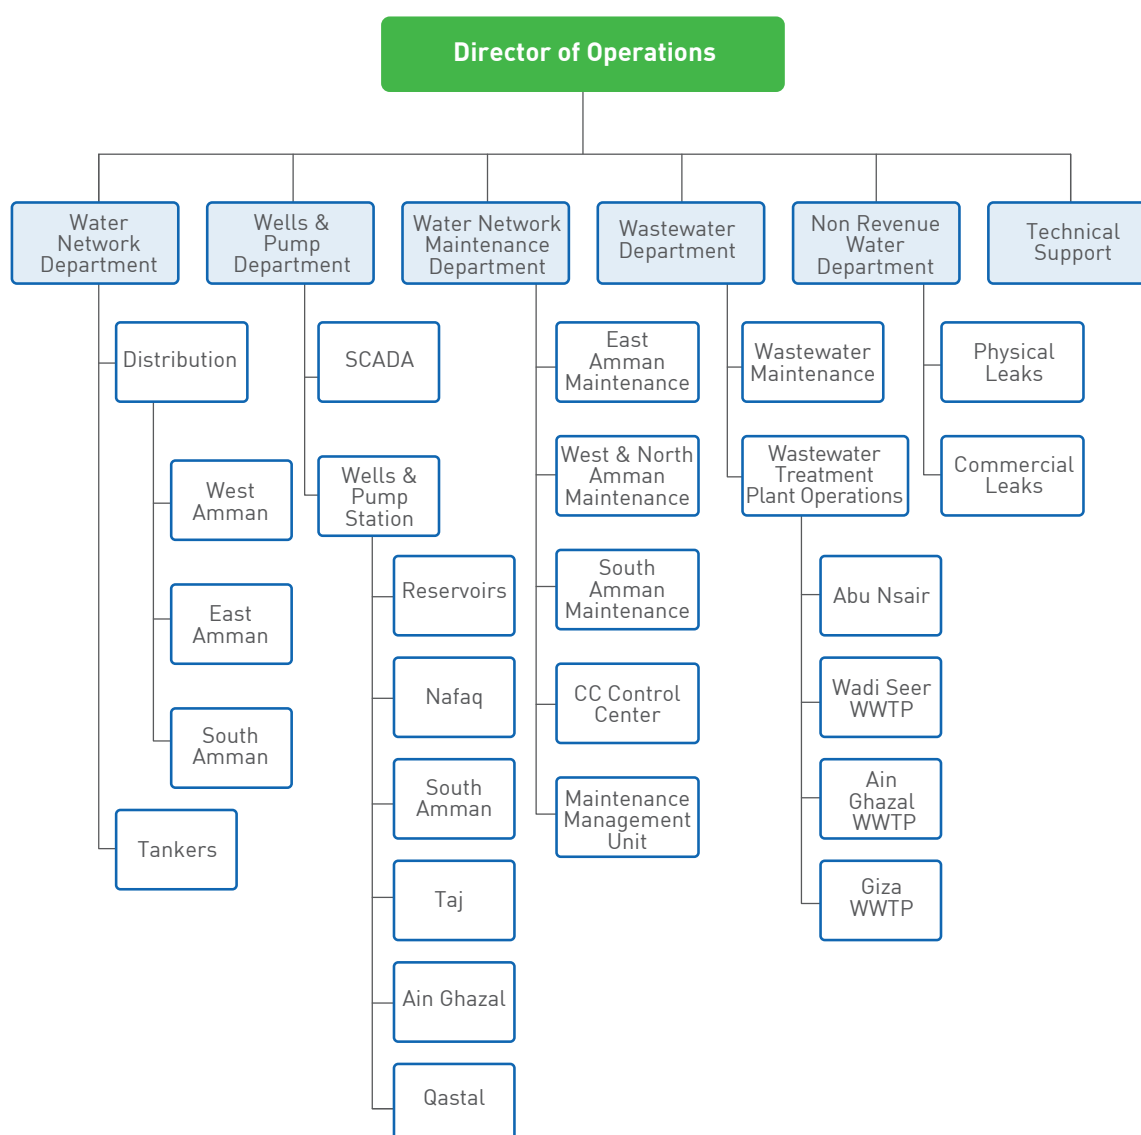 Director of Operations
Water
Network
Department
Wells &
Pump
Department
Water Network
Maintenance
Department
Wastewater
Department
Non Revenue
Water
Department
Technical
Support
Distribution
West
Amman
East
Amman
South
Amman
Tankers
SCADA
Wells &
Pump
Station
Reservoirs
Nafaq
South
Amman
Taj
Ain Ghazal
Qastal
East
Amman
Maintenance
West & North
Amman
Maintenance
South
Amman
Maintenance
CC Control
Center
Maintenance
Management
Unit
Wastewater
Maintenance
Wastewater
Treatment
Plant Operations
Abu Nsair
Wadi Seer
WWTP
Ain
Ghazal
WWTP
Giza
WWTP
Physical
Leaks
Commercial
Leaks